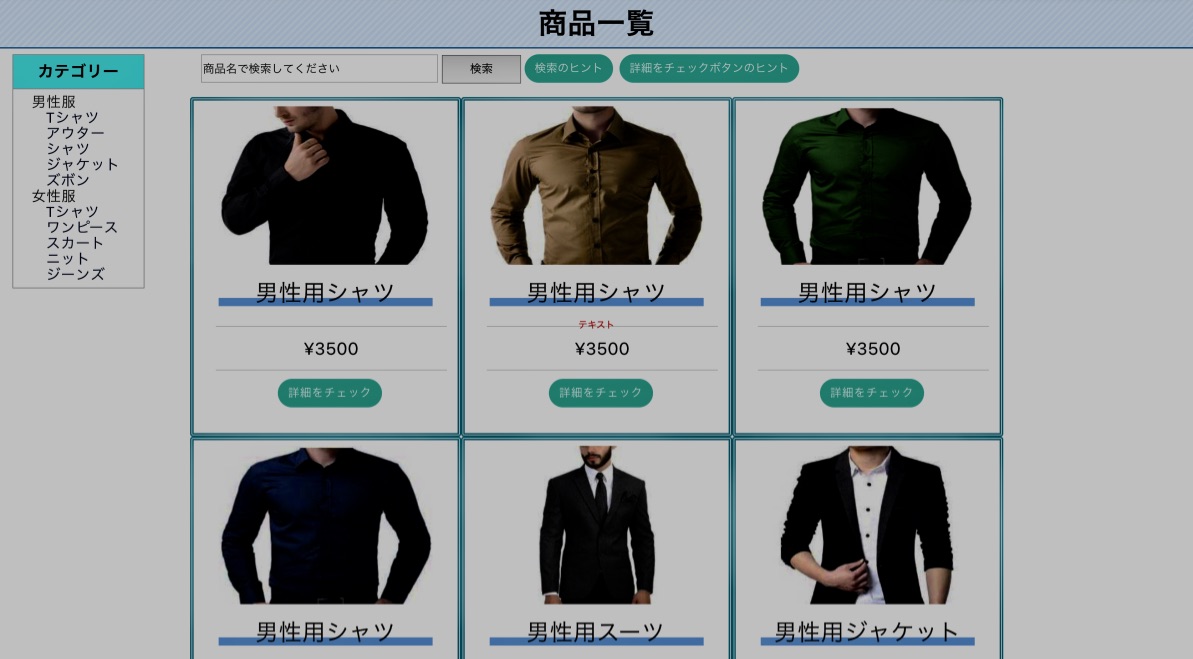 商品一覧
カテゴリー
男性服
Tシャツ
アウター
シャツ
ジャケット
ズボン
女性服
Tシャツ
ワンピース
スカート
ニット
ジーンズ
商品名で検索してください
検索
検索のヒント
詳細をチェックボタンのヒント
男性用シャツ
¥3500
詳細をチェック
男性用シャツ
テキスト
¥3500
詳細をチェック
男性用シャツ
¥3500
詳細をチェック
男性用シャツ
男性用スーツ
男性用ジャケット